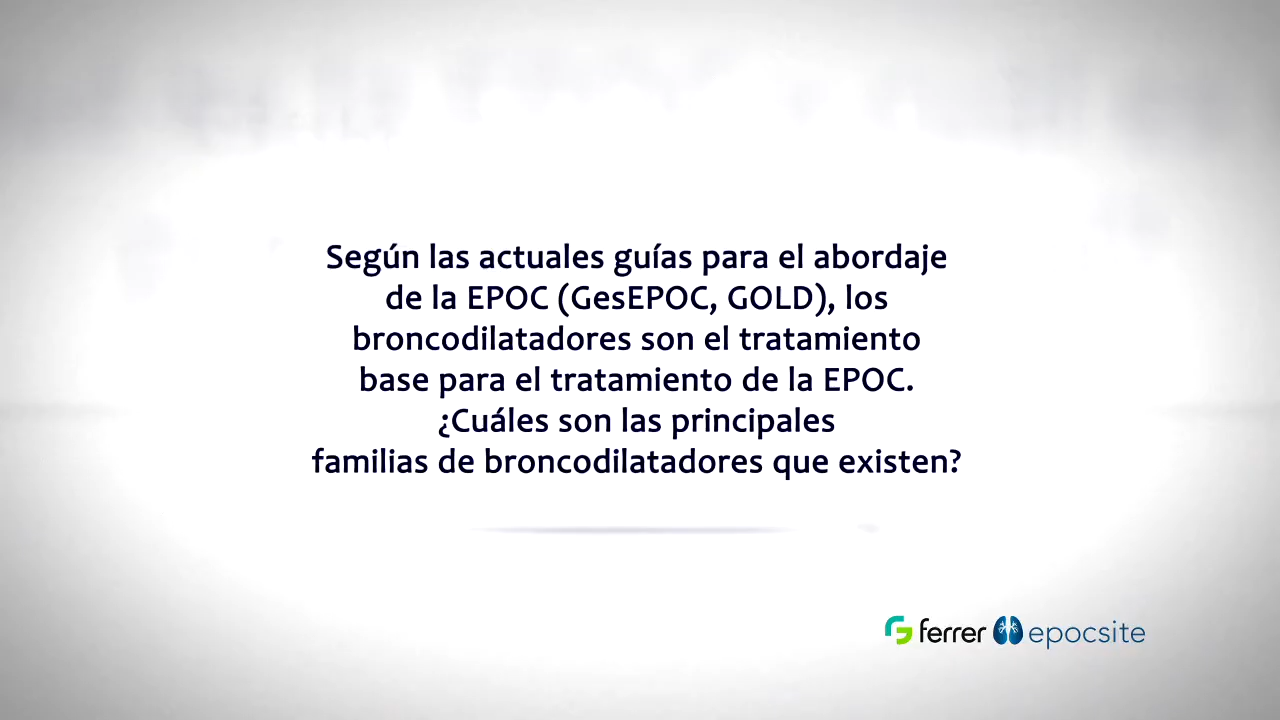 Según las actuales guías para el abordaje
de la EPOC (GesEPOC, GOLD), los
broncodilatadores son el tratamiento
base para el tratamiento de la EPOC.
¿Cuáles son las principales
familias de broncodilatadores que existen?
ferrer epocsite